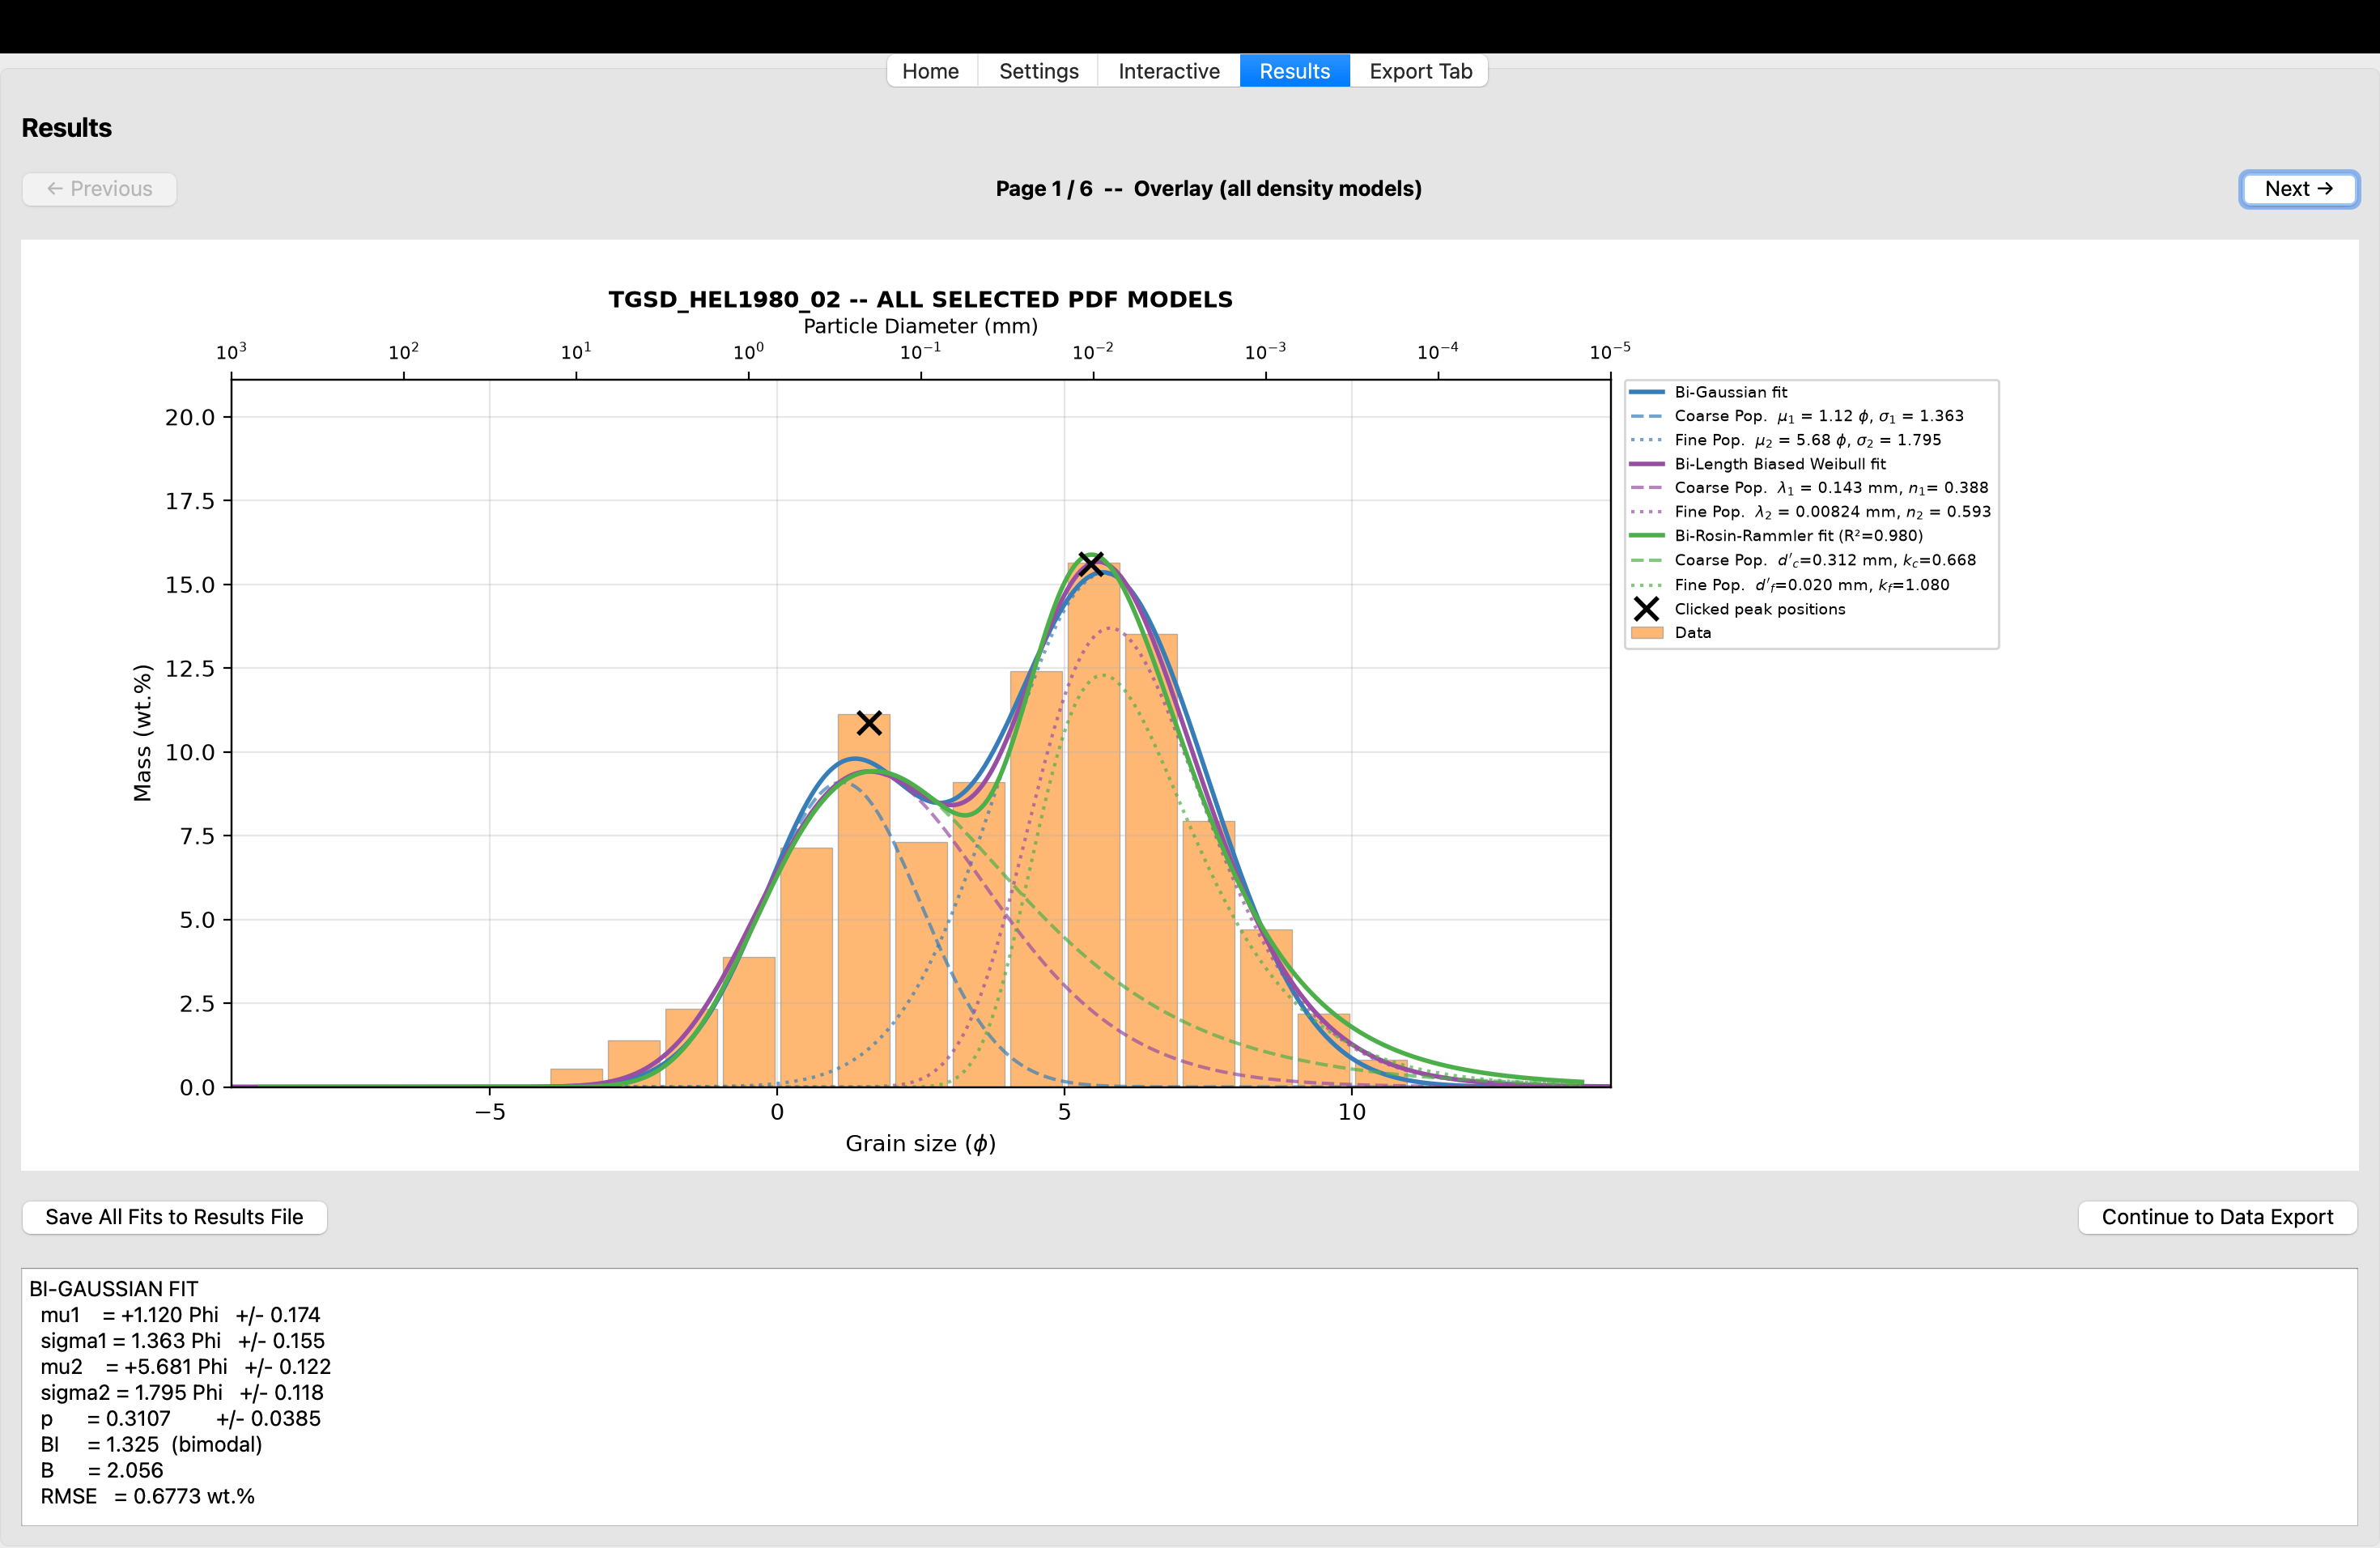 Home Settings Interactive Results Export Tab
Results
← Previous
Page 1 / 6 -- Overlay (all density models)
Next →
TGSD_HEL1980_02 -- ALL SELECTED PDF MODELS
Particle Diameter (mm)
10³ 10² 10¹ 10⁰ 10⁻¹ 10⁻² 10⁻³ 10⁻⁴ 10⁻⁵
20.0
17.5
15.0
12.5
10.0
7.5
5.0
2.5
0.0
Mass (wt.%)
−5 0 5 10
Grain size (ϕ)
Bi-Gaussian fit
Coarse Pop. μ₁ = 1.12 ϕ, σ₁ = 1.363
Fine Pop. μ₂ = 5.68 ϕ, σ₂ = 1.795
Bi-Length Biased Weibull fit
Coarse Pop. λ₁ = 0.143 mm, n₁= 0.388
Fine Pop. λ₂ = 0.00824 mm, n₂ = 0.593
Bi-Rosin-Rammler fit (R²=0.980)
Coarse Pop. d′c=0.312 mm, kc=0.668
Fine Pop. d′f=0.020 mm, kf=1.080
Clicked peak positions
Data
Save All Fits to Results File
Continue to Data Export
BI-GAUSSIAN FIT
mu1 = +1.120 Phi +/- 0.174
sigma1 = 1.363 Phi +/- 0.155
mu2 = +5.681 Phi +/- 0.122
sigma2 = 1.795 Phi +/- 0.118
p = 0.3107 +/- 0.0385
BI = 1.325 (bimodal)
B = 2.056
RMSE = 0.6773 wt.%